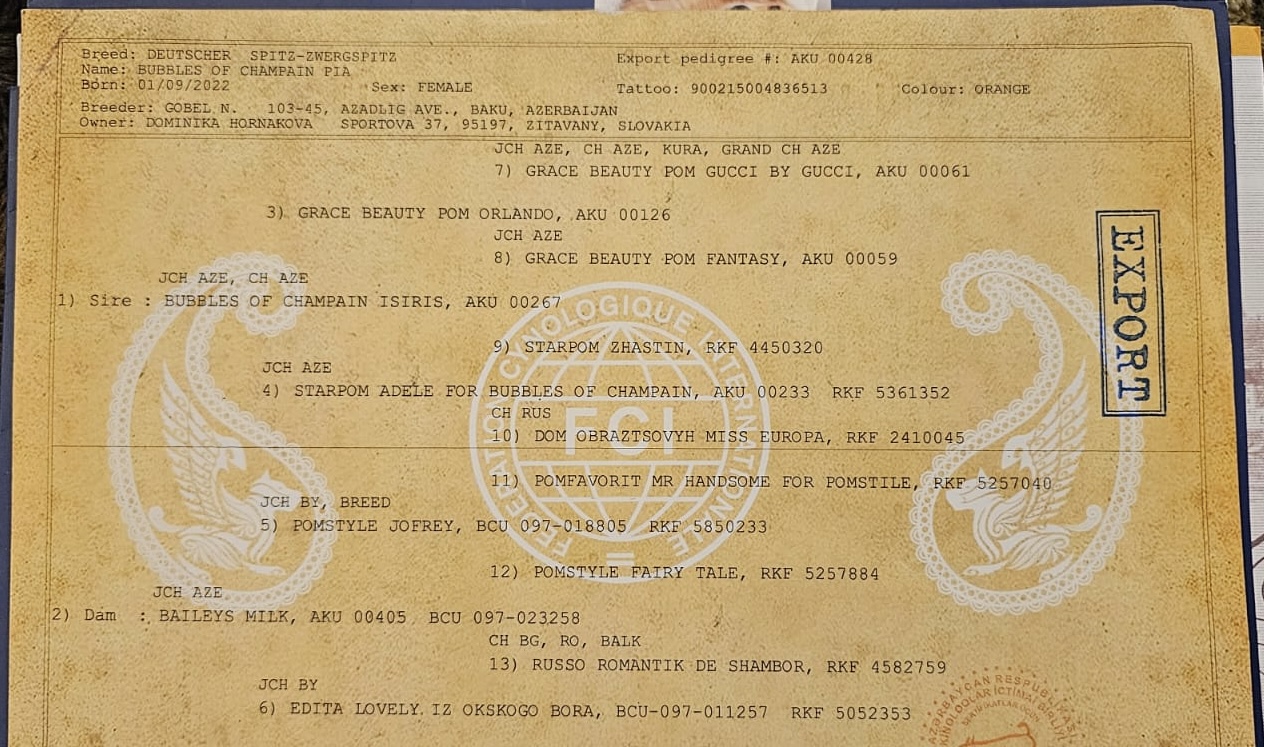 Breed: DEUTSCHER SPITZ-ZWERGSPITZ Export pedigree #: AKU 00428
Name: BUBBLES OF CHAMPAIN PIA
Born: 01/09/2022 Sex: FEMALE Tattoo: 900215004836513 Colour: ORANGE
Breeder: GOBEL N. 103-45, AZADLIG AVE., BAKU, AZERBAIJAN
Owner: DOMINIKA HORNAKOVA SPORTOVA 37, 95197, ZITAVANY, SLOVAKIA
JCH AZE, CH AZE, KURA, GRAND CH AZE
7) GRACE BEAUTY POM GUCCI BY GUCCI, AKU 00061
3) GRACE BEAUTY POM ORLANDO, AKU 00126
JCH AZE
8) GRACE BEAUTY POM FANTASY, AKU 00059
EXPORT
JCH AZE, CH AZE
1) Sire : BUBBLES OF CHAMPAIN ISIRIS, AKU 00267
FEDERATION CYNOLOGIQUE INTERNATIONALE
9) STARPOM ZHASTIN, RKF 4450320
JCH AZE
4) STARPOM ADELE FOR BUBBLES OF CHAMPAIN, AKU 00233 RKF 5361352
CH RUS
FCI
10) DOM OBRAZTSOVYH MISS EUROPA, RKF 2410045
11) POMFAVORIT MR HANDSOME FOR POMSTILE, RKF 5257040
JCH BY, BREED
5) POMSTYLE JOFREY, BCU 097-018805 RKF 5850233
12) POMSTYLE FAIRY TALE, RKF 5257884
JCH AZE
2) Dam : BAILEYS MILK, AKU 00405 BCU 097-023258
CH BG, RO, BALK
13) RUSSO ROMANTIK DE SHAMBOR, RKF 4582759
JCH BY
6) EDITA LOVELY IZ OKSKOGO BORA, BCU-097-011257 RKF 5052353